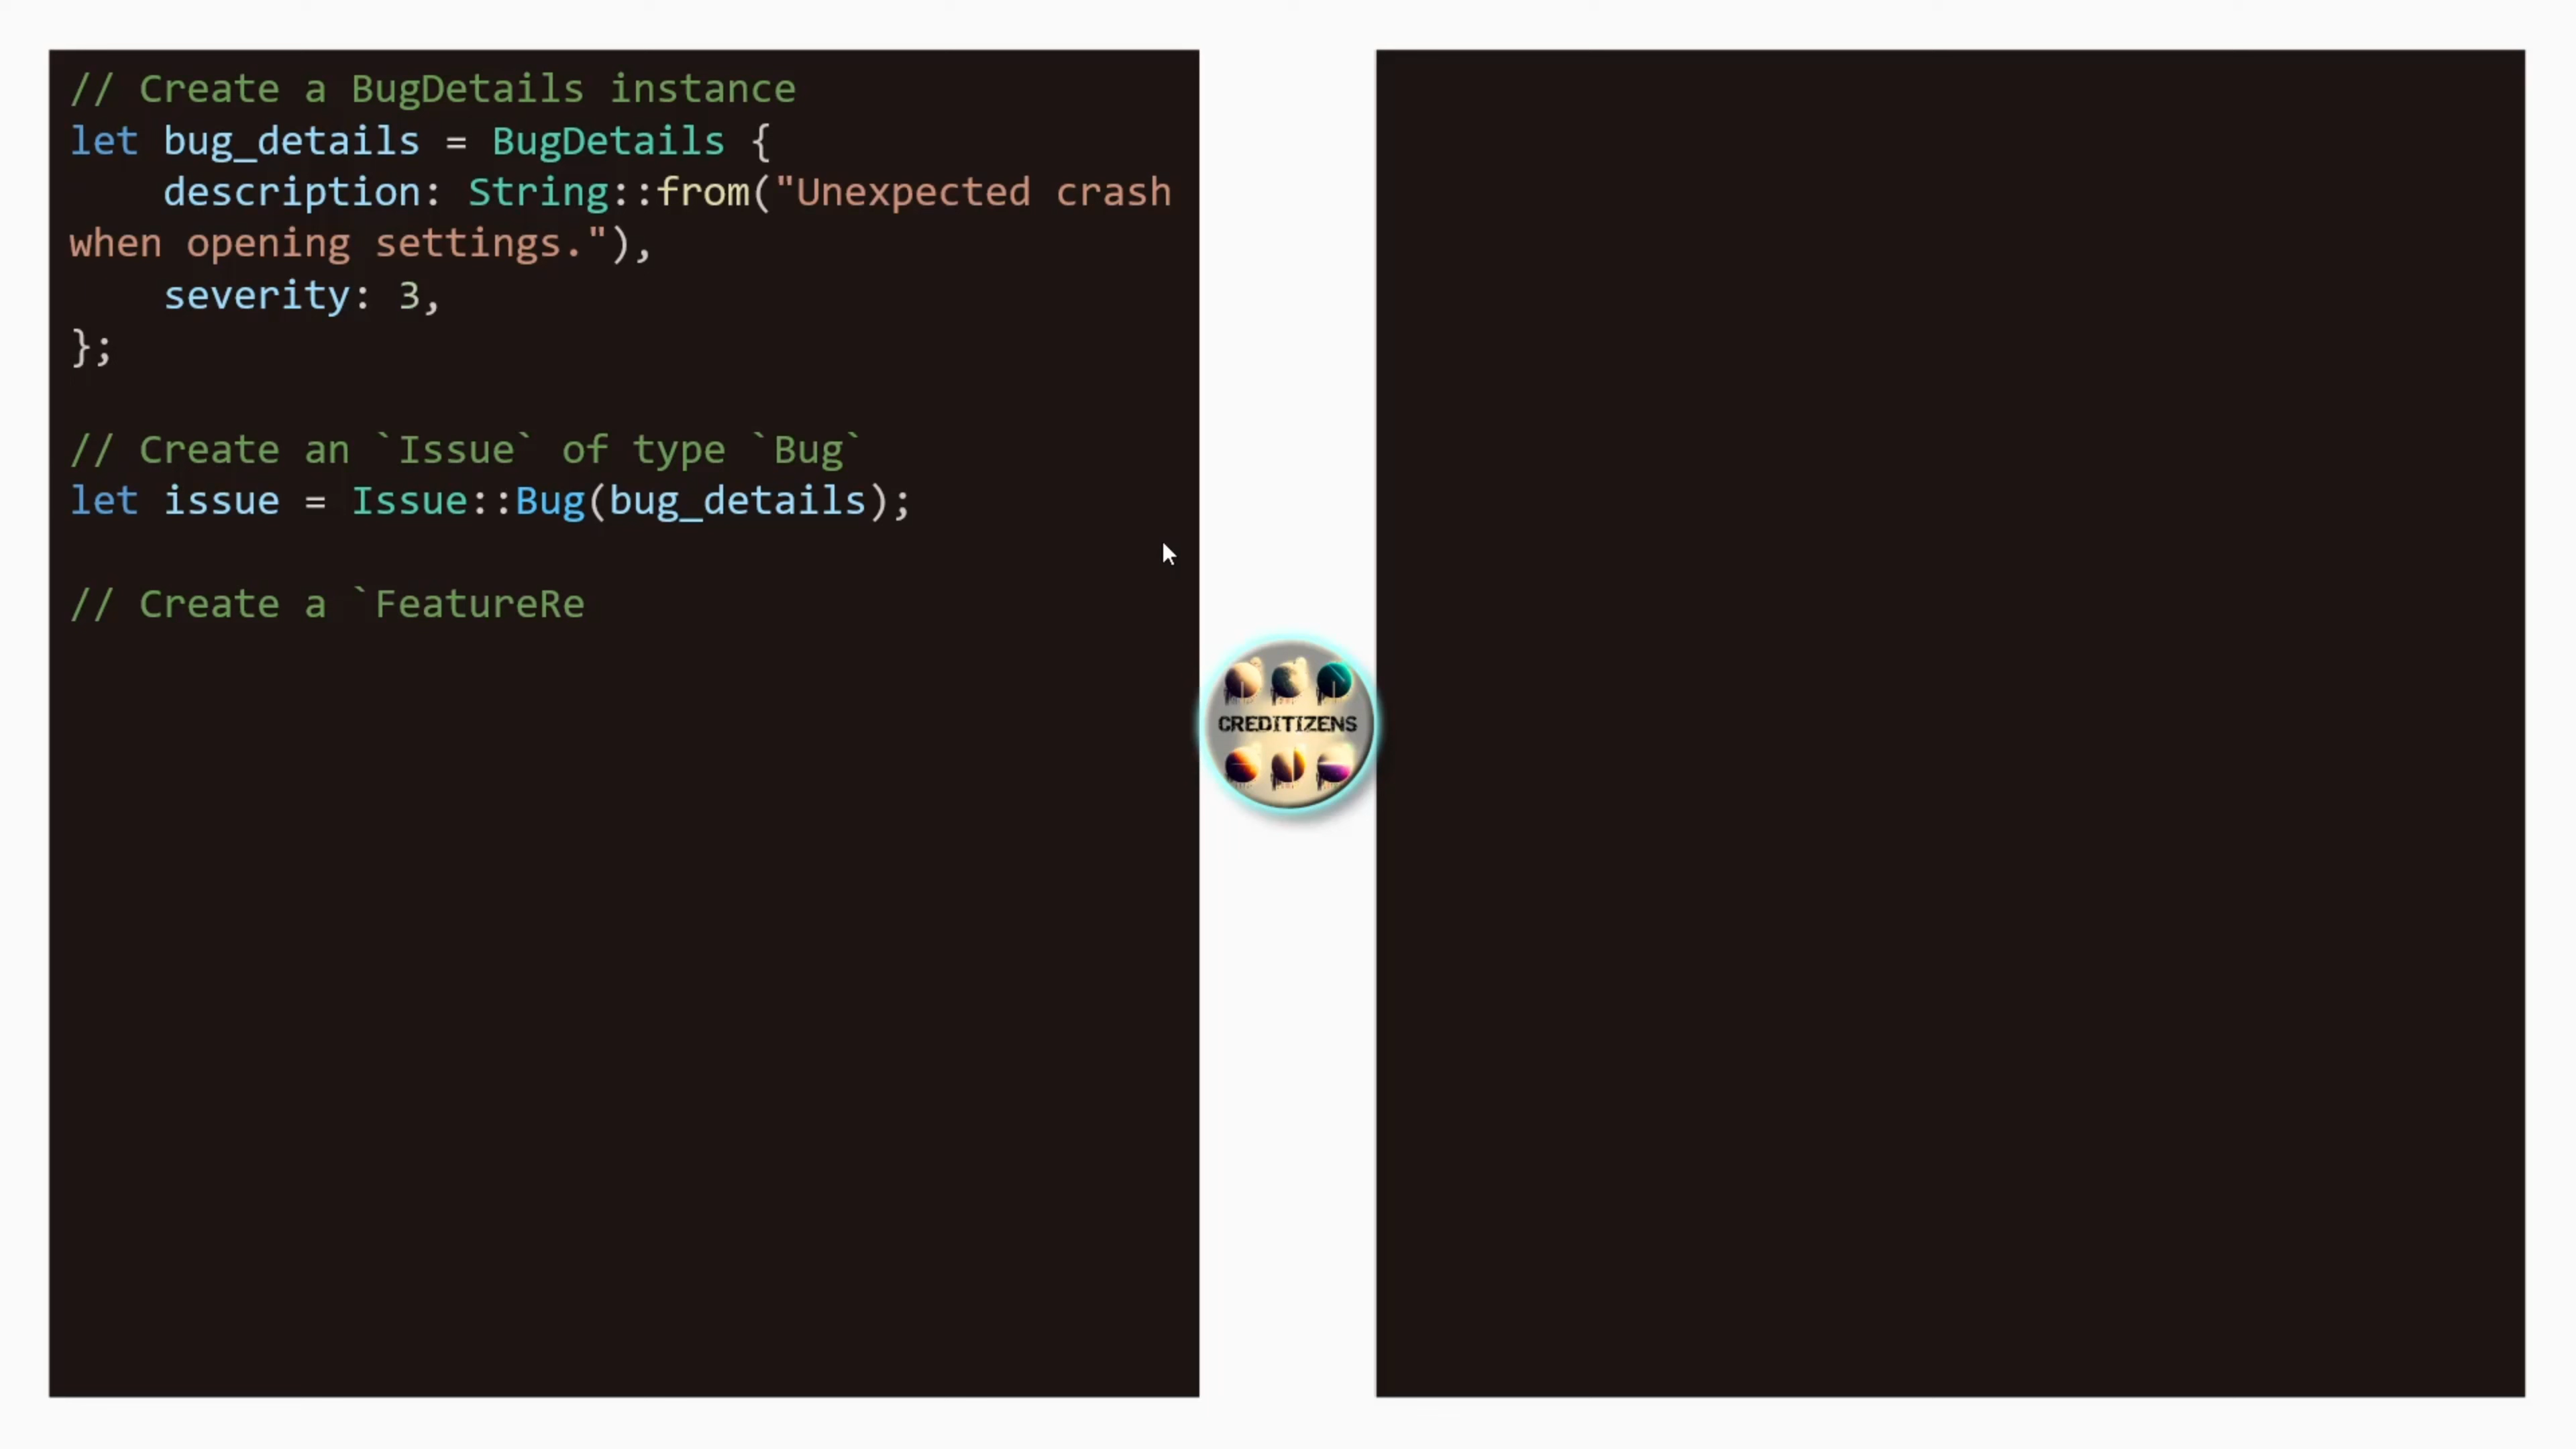 // Create a BugDetails instance
let bug_details = BugDetails {
    description: String::from("Unexpected crash
when opening settings."),
    severity: 3,
};

// Create an `Issue` of type `Bug`
let issue = Issue::Bug(bug_details);

// Create a `FeatureRe
CREDITIZENS